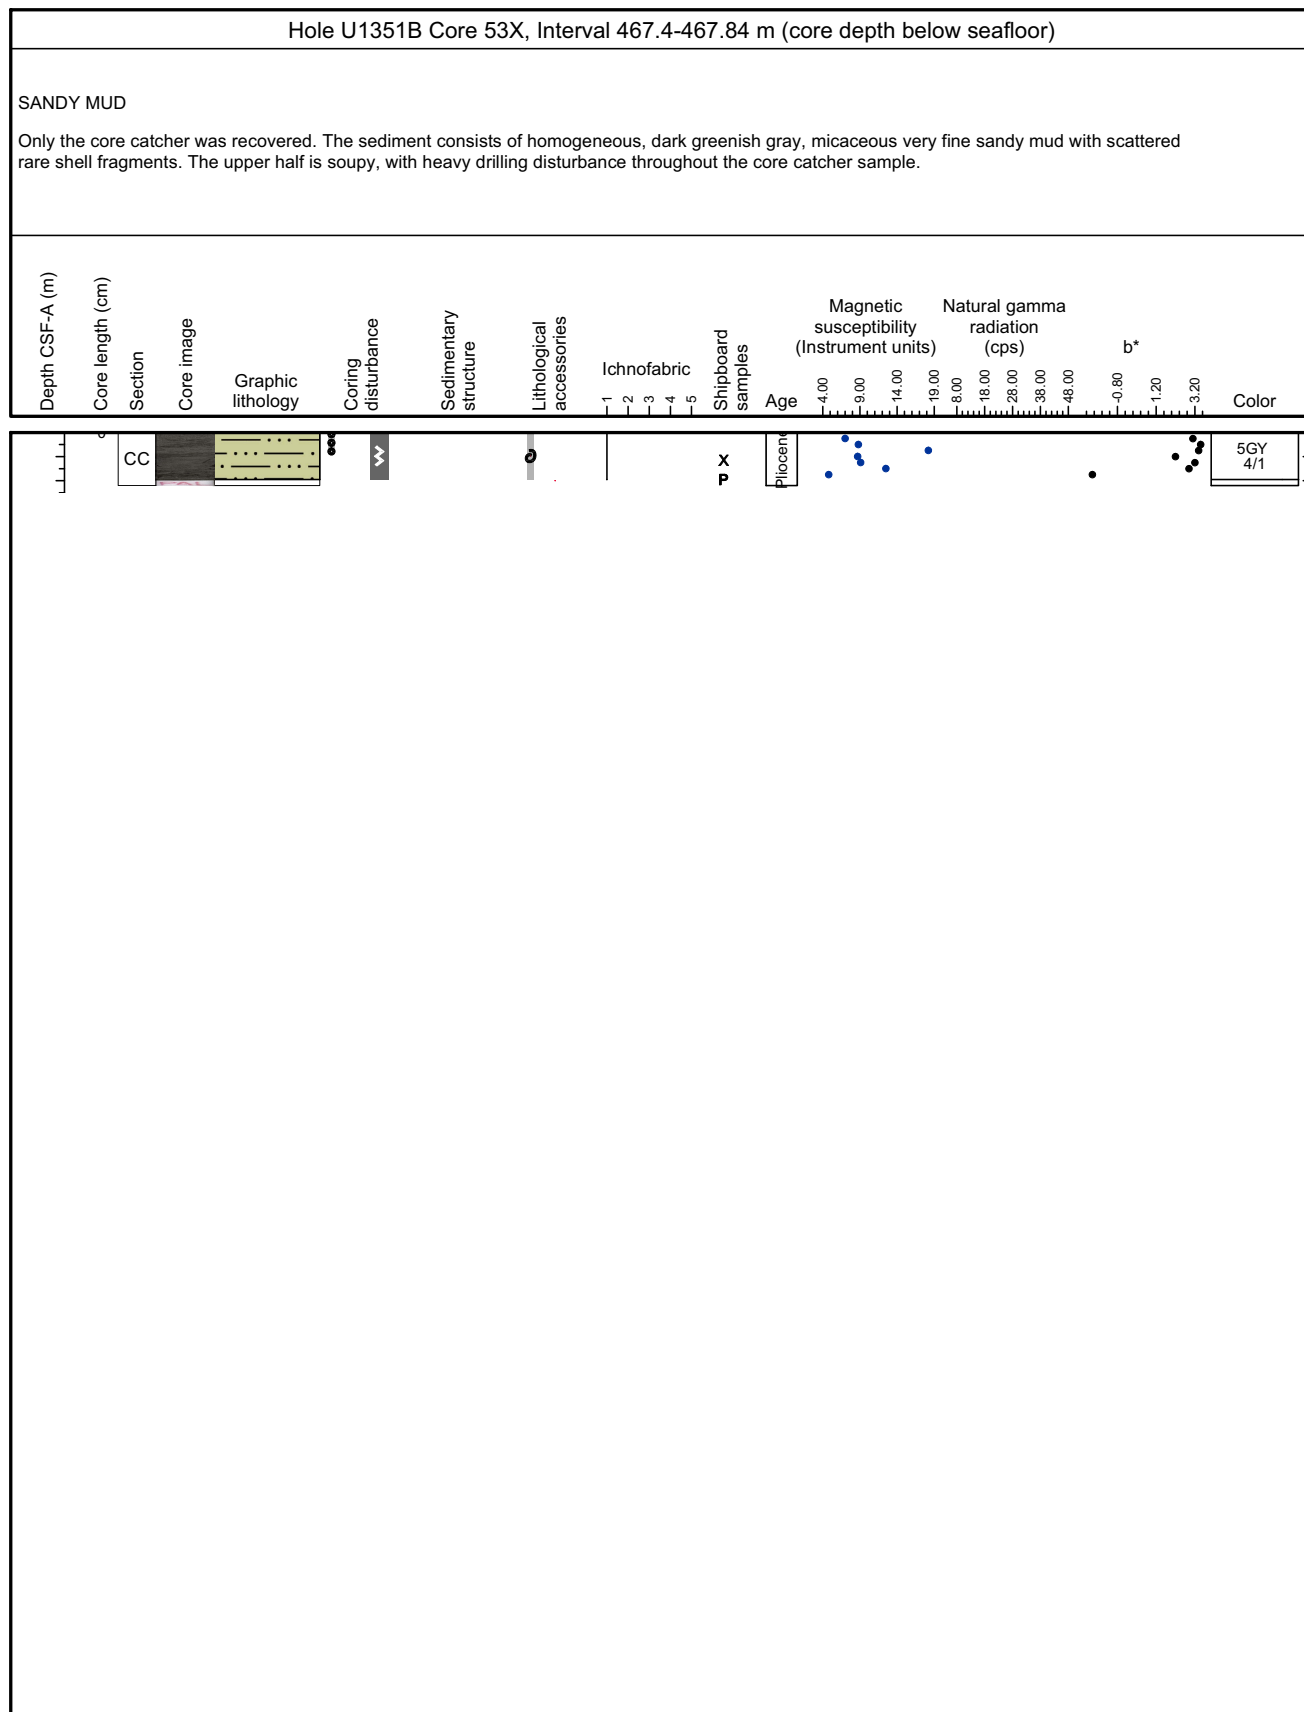 Hole U1351B Core 53X, Interval 467.4-467.84 m (core depth below seafloor)
SANDY MUD
Only the core catcher was recovered. The sediment consists of homogeneous, dark greenish gray, micaceous very fine sandy mud with scattered
rare shell fragments. The upper half is soupy, with heavy drilling disturbance throughout the core catcher sample.
Depth CSF-A (m)
Core length (cm)
Section
Core image
Graphic
lithology
Coring
disturbance
Sedimentary
structure
Lithological
accessories
Ichnofabric
1
2
3
4
5
Shipboard
samples
Age
Magnetic
susceptibility
(Instrument units)
4.00
9.00
14.00
19.00
Natural gamma
radiation
(cps)
8.00
18.00
28.00
38.00
48.00
b*
-0.80
1.20
3.20
Color
CC
X
P
Pliocene
5GY
4/1